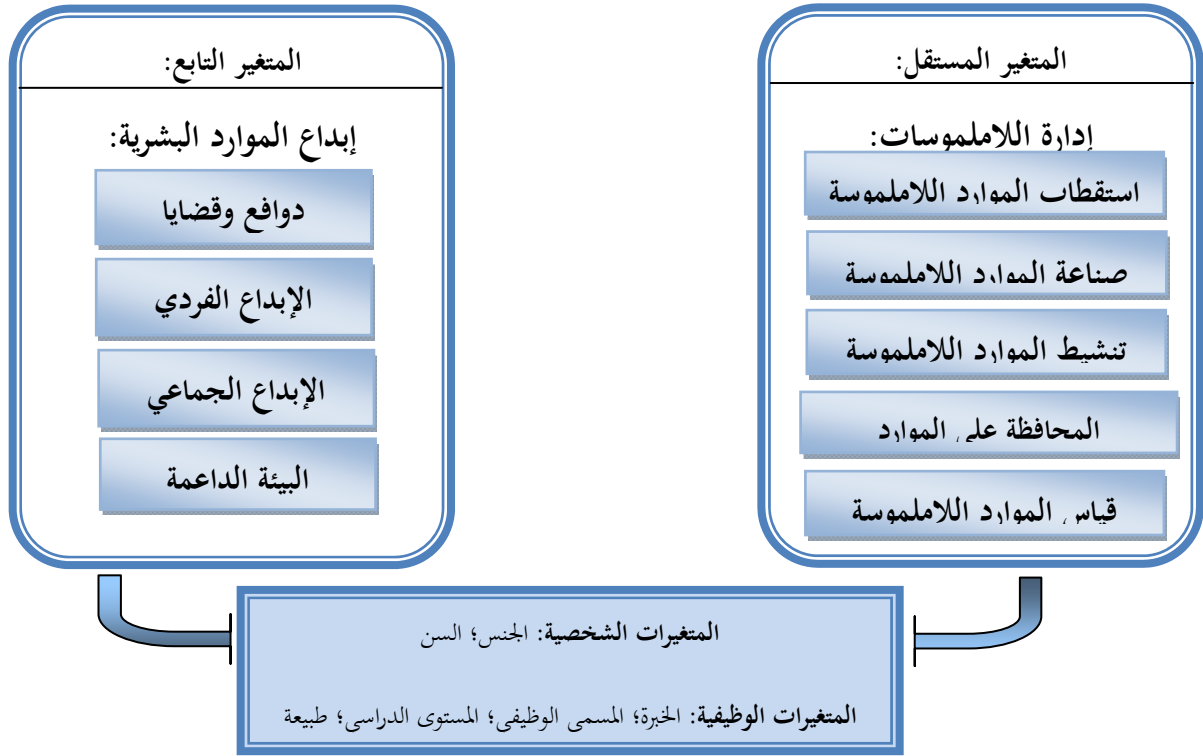 المتغير المستقل:
إدارة اللاملموسات:
استقطاب الموارد اللاملموسة
صناعة الموارد اللاملموسة
تنشيط الموارد اللاملموسة
المحافظة على الموارد
قياس الموارد اللاملموسة
المتغير التابع:
إبداع الموارد البشرية:
دوافع وقضايا
الإبداع الفردي
الإبداع الجماعي
البيئة الداعمة
المتغيرات الشخصية: الجنس؛ السن
المتغيرات الوظيفية: الخبرة؛ المسمى الوظيفي؛ المستوى الدراسي؛ طبيعة